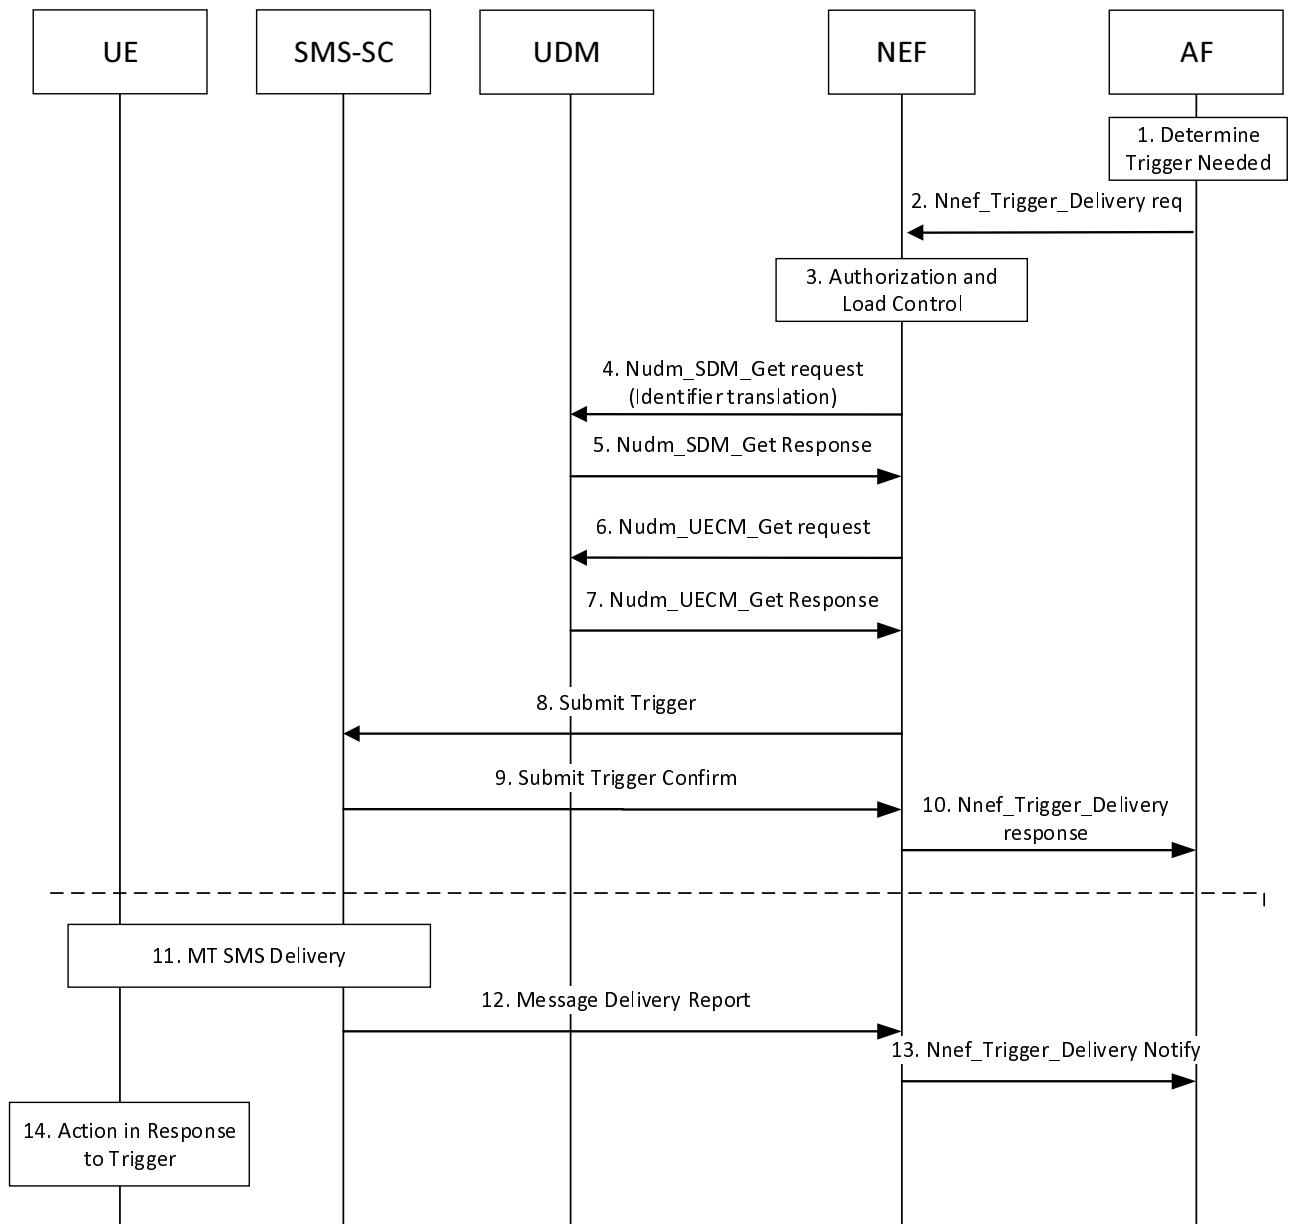 UE
SMS-SC
UDM
NEF
AF
1. Determine
Trigger Needed
2. Nnef_Trigger_Delivery req
3. Authorization and
Load Control
4. Nudm_SDM_Get request
(Identifier translation)
5. Nudm_SDM_Get Response
6. Nudm_UECM_Get request
7. Nudm_UECM_Get Response
8. Submit Trigger
9. Submit Trigger Confirm
10. Nnef_Trigger_Delivery
response
11. MT SMS Delivery
12. Message Delivery Report
13. Nnef_Trigger_Delivery Notify
14. Action in Response
to Trigger